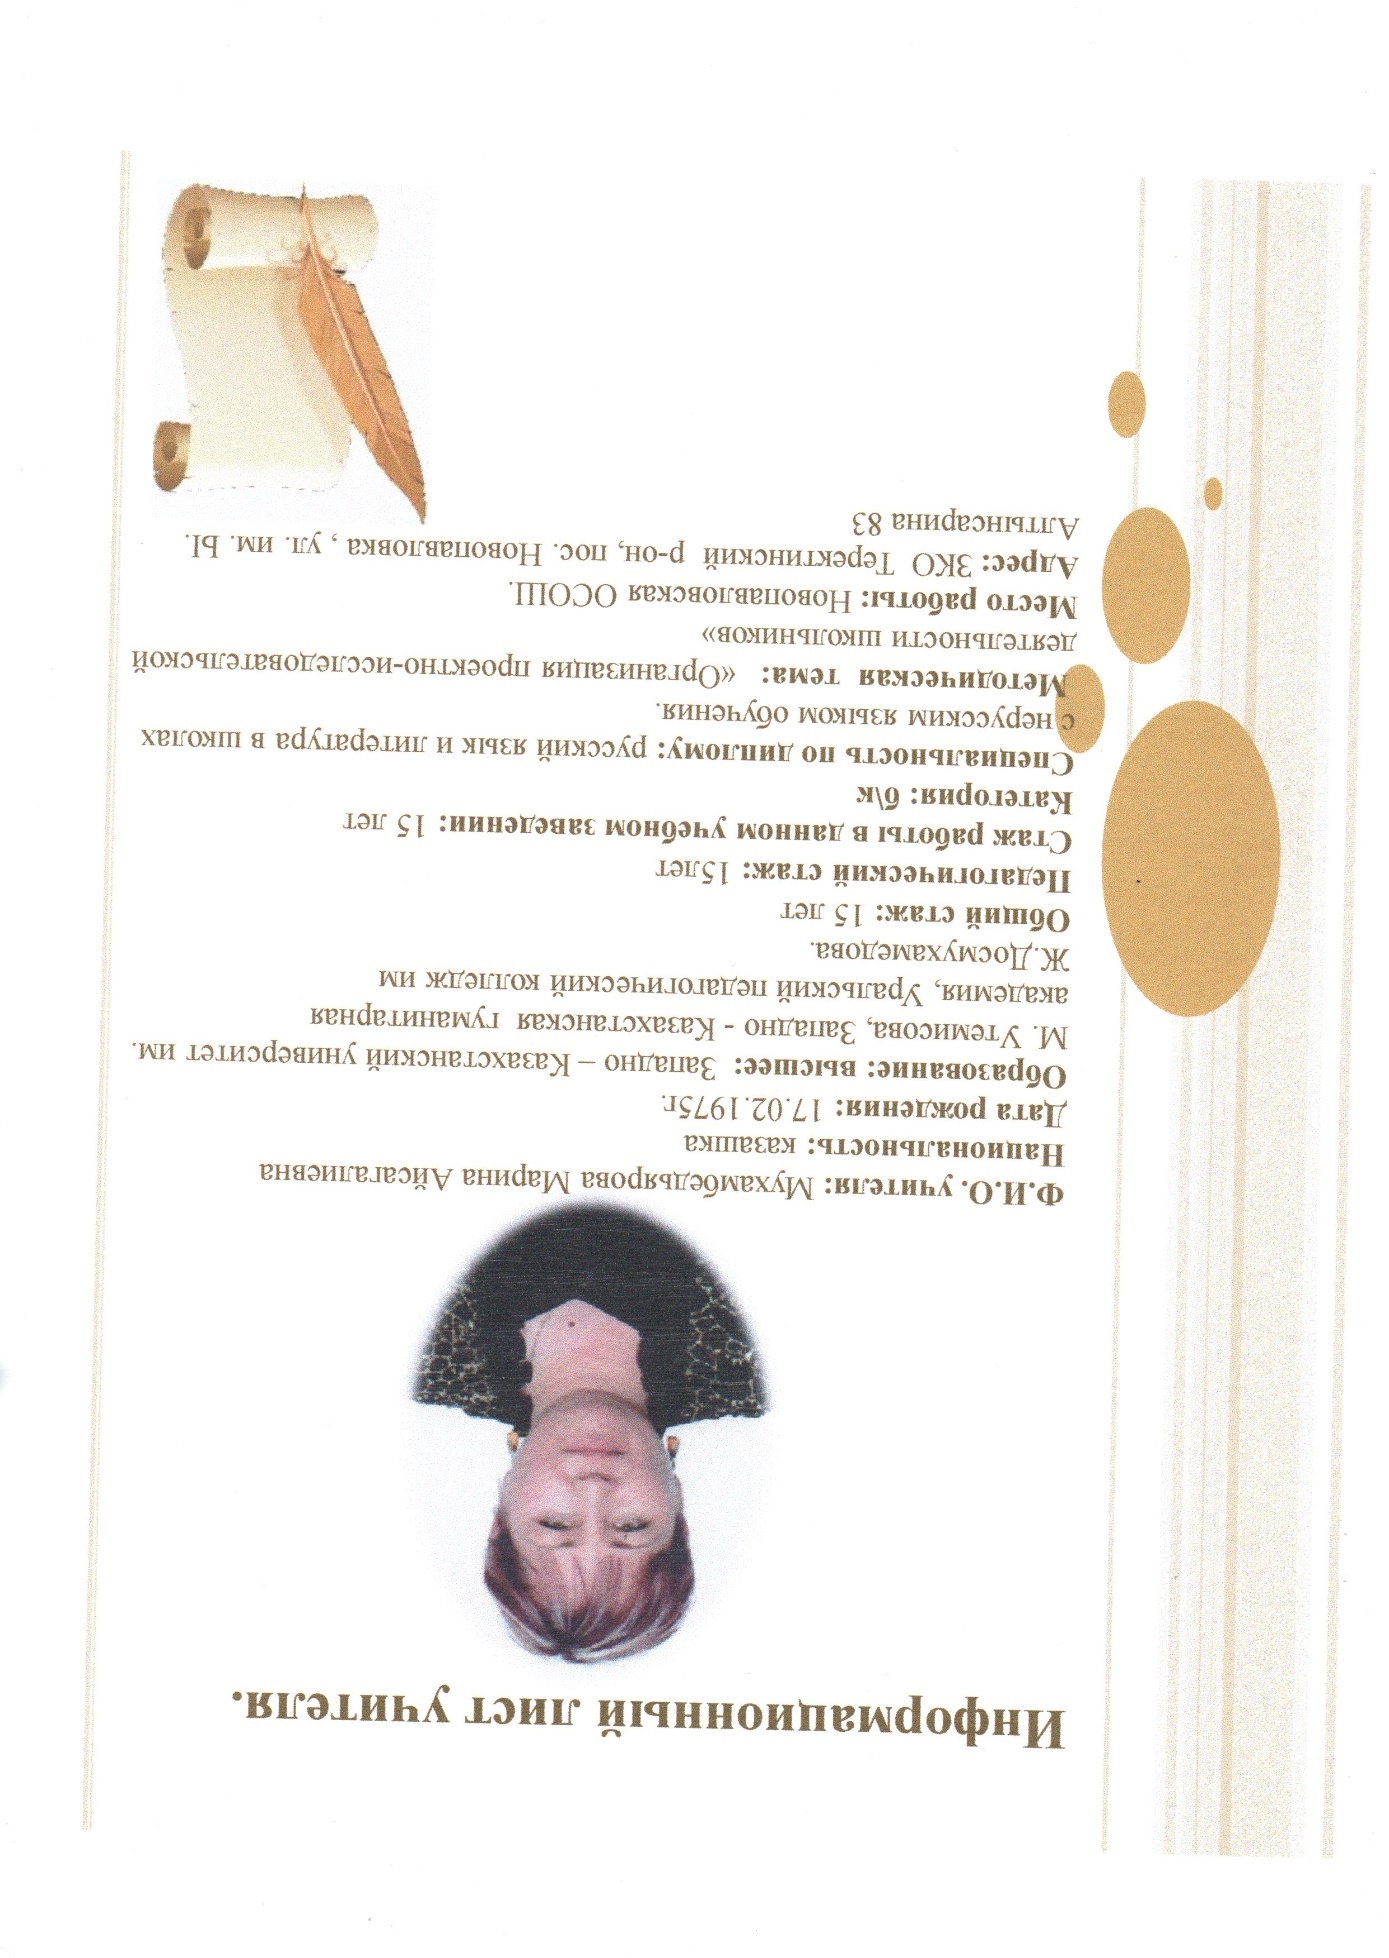 Информационный лист учителя.
Ф.И.О. учителя: Мухамбедьярова Марина Айсагалиевна
Национальность: казашка
Дата рождения: 17.02.1975г.
Образование: высшее: Западно – Казахстанский университет им.
М. Утемисова, Западно - Казахстанская гуманитарная
академия, Уральский педагогический колледж им
Ж.Досмухамедова.
Общий стаж: 15 лет
Педагогический стаж: 15лет
Стаж работы в данном учебном заведении: 15 лет
Категория: б\к
Специальность по диплому: русский язык и литература в школах
с нерусским языком обучения.
Методическая тема: «Организация проектно-исследовательской
деятельности школьников»
Место работы: Новопавловская ОСОШ.
Адрес: ЗКО Теректинский р-он, пос. Новопавловка , ул. им. Ы.
Алтынсарина 83